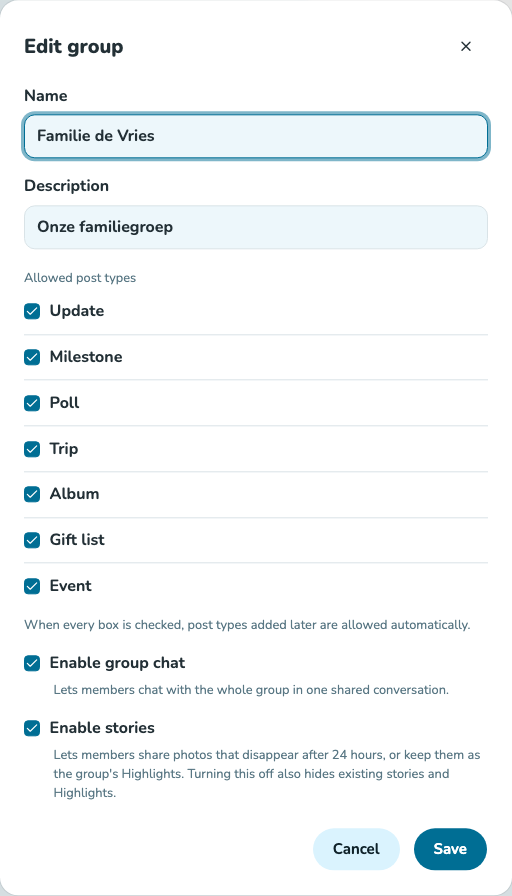 Edit group
Name
Familie de Vries
Description
Onze familiegroep
Allowed post types
Update
Milestone
Poll
Trip
Album
Gift list
Event
When every box is checked, post types added later are allowed automatically.
Enable group chat
Lets members chat with the whole group in one shared conversation.
Enable stories
Lets members share photos that disappear after 24 hours, or keep them as
the group's Highlights. Turning this off also hides existing stories and
Highlights.
Cancel Save